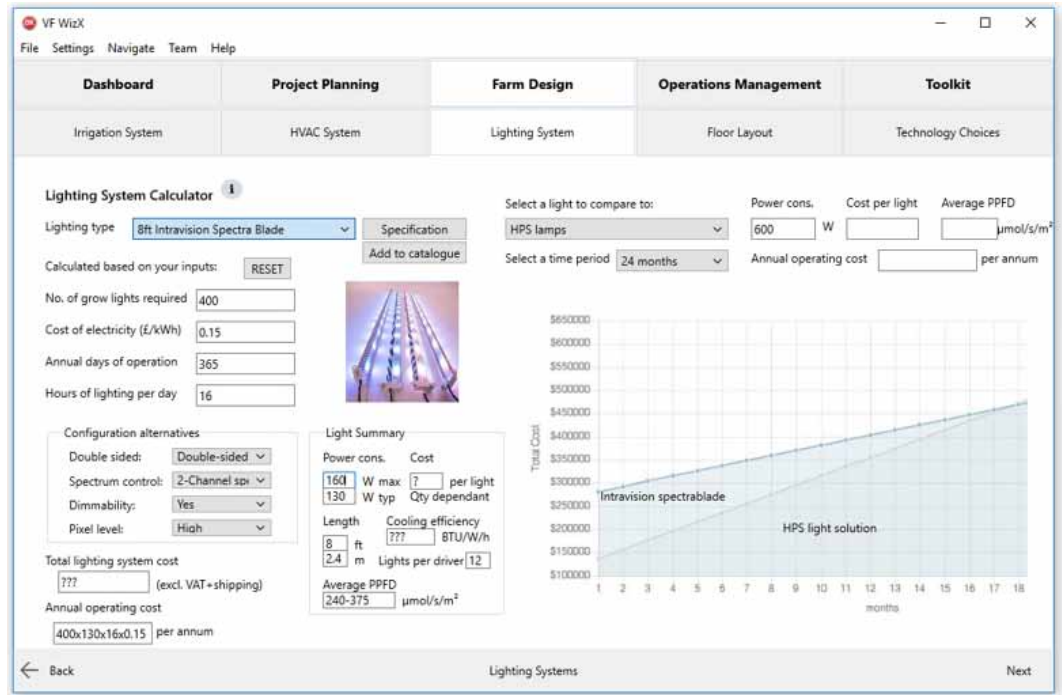 VF WizX
File Settings Navigate Team Help
Dashboard Project Planning Farm Design Operations Management Toolkit
Irrigation System HVAC System Lighting System Floor Layout Technology Choices
Lighting System Calculator i
Lighting type 8ft Intravision Spectra Blade Specification
Add to catalogue
Calculated based on your inputs: RESET
No. of grow lights required 400
Cost of electricity (£/kWh) 0.15
Annual days of operation 365
Hours of lighting per day 16
Configuration alternatives
Double sided: Double-sided
Spectrum control: 2-Channel spe
Dimmability: Yes
Pixel level: High
Total lighting system cost
??? (excl. VAT+shipping)
Annual operating cost
400x130x16x0.15 per annum
Light Summary
Power cons. Cost
160 W max ? per light
130 W typ Qty dependant
Length Cooling efficiency
8 ft ??? BTU/W/h
2.4 m Lights per driver 12
Average PPFD
240-375 µmol/s/m²
Select a light to compare to: Power cons. Cost per light Average PPFD
HPS lamps 600 W µmol/s/m²
Select a time period 24 months Annual operating cost per annum
$650000
$600000
$550000
$500000
$450000
$400000
$350000
$300000
$250000
$200000
$150000
$100000
Total Cost
Intravision spectrablade
HPS light solution
1 2 3 4 5 6 7 8 9 10 11 12 13 14 15 16 17 18
months
Back Lighting Systems Next